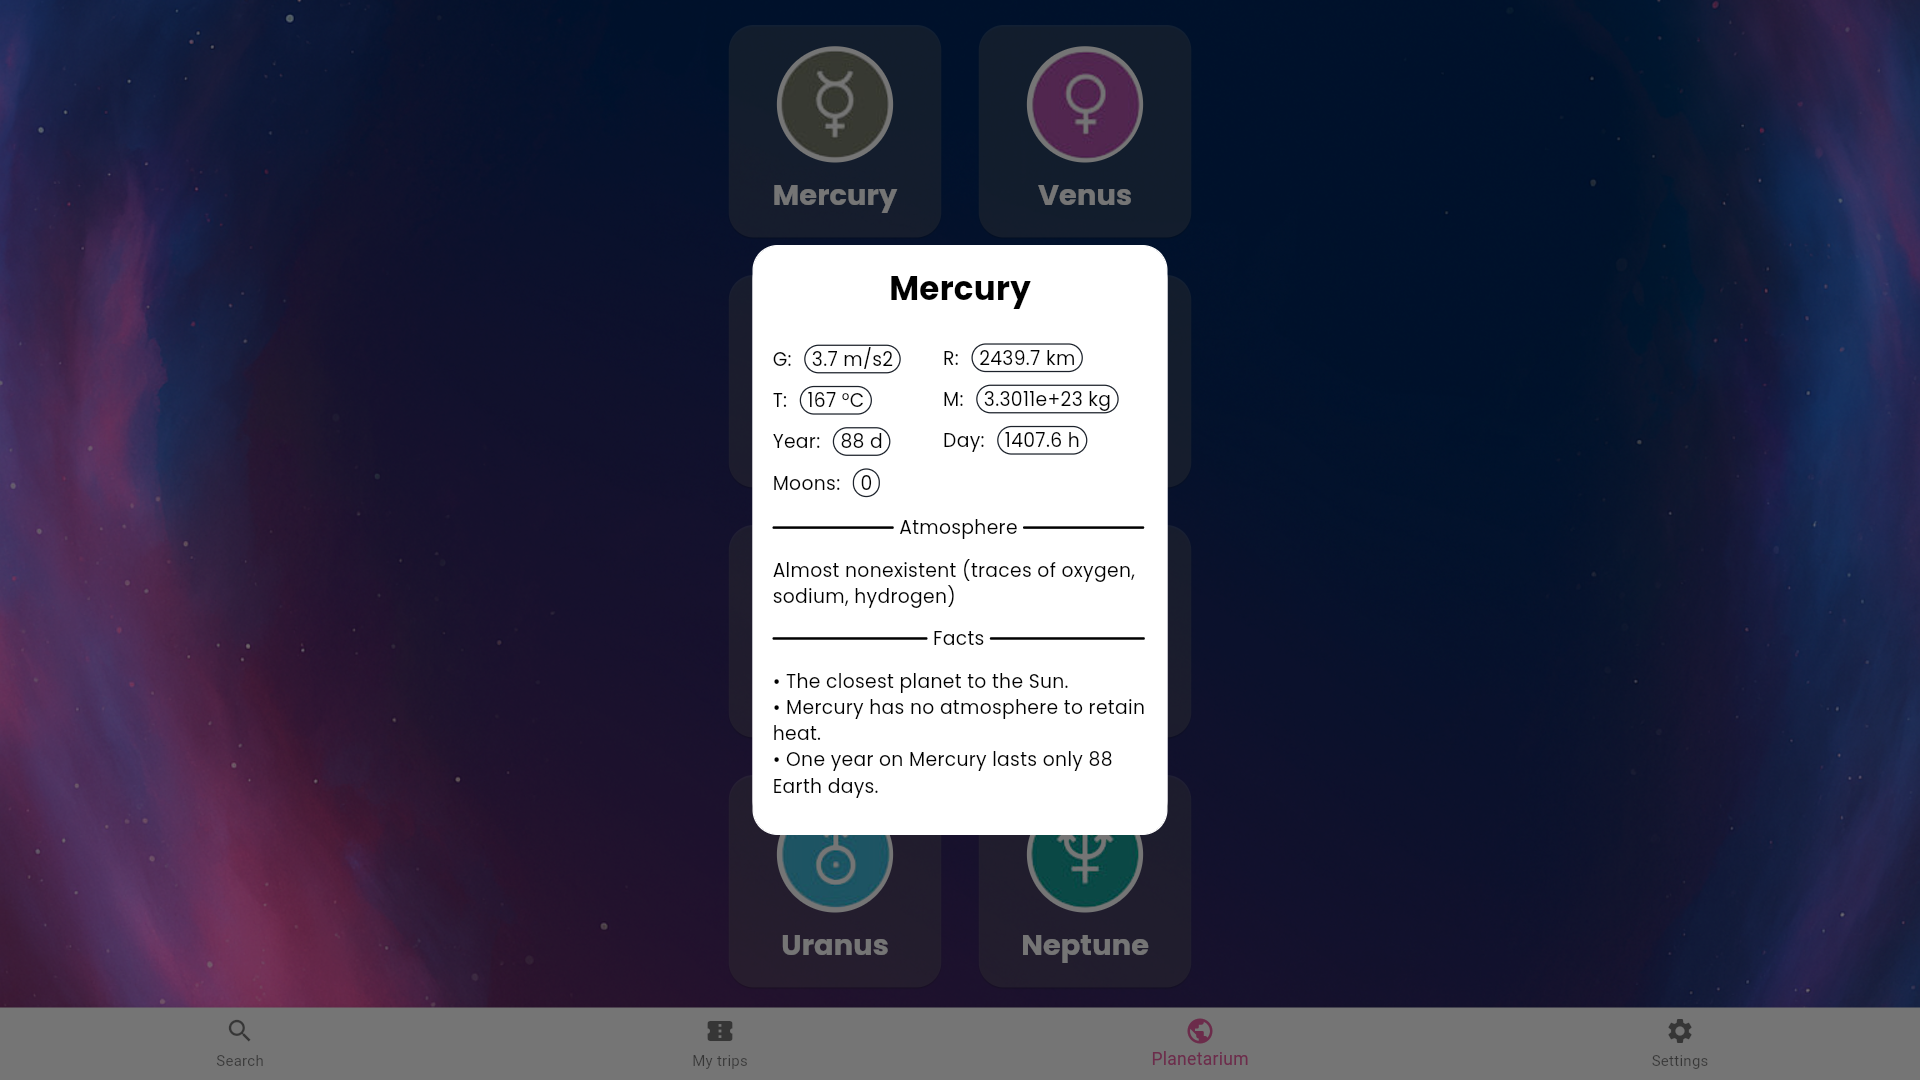 Mercury
Venus
Mercury
G: 3.7 m/s2
R: 2439.7 km
T: 167 °C
M: 3.3011e+23 kg
Year: 88 d
Day: 1407.6 h
Moons: 0
Atmosphere
Almost nonexistent (traces of oxygen,
sodium, hydrogen)
Facts
• The closest planet to the Sun.
• Mercury has no atmosphere to retain
heat.
• One year on Mercury lasts only 88
Earth days.
Uranus
Neptune
Search
My trips
Planetarium
Settings